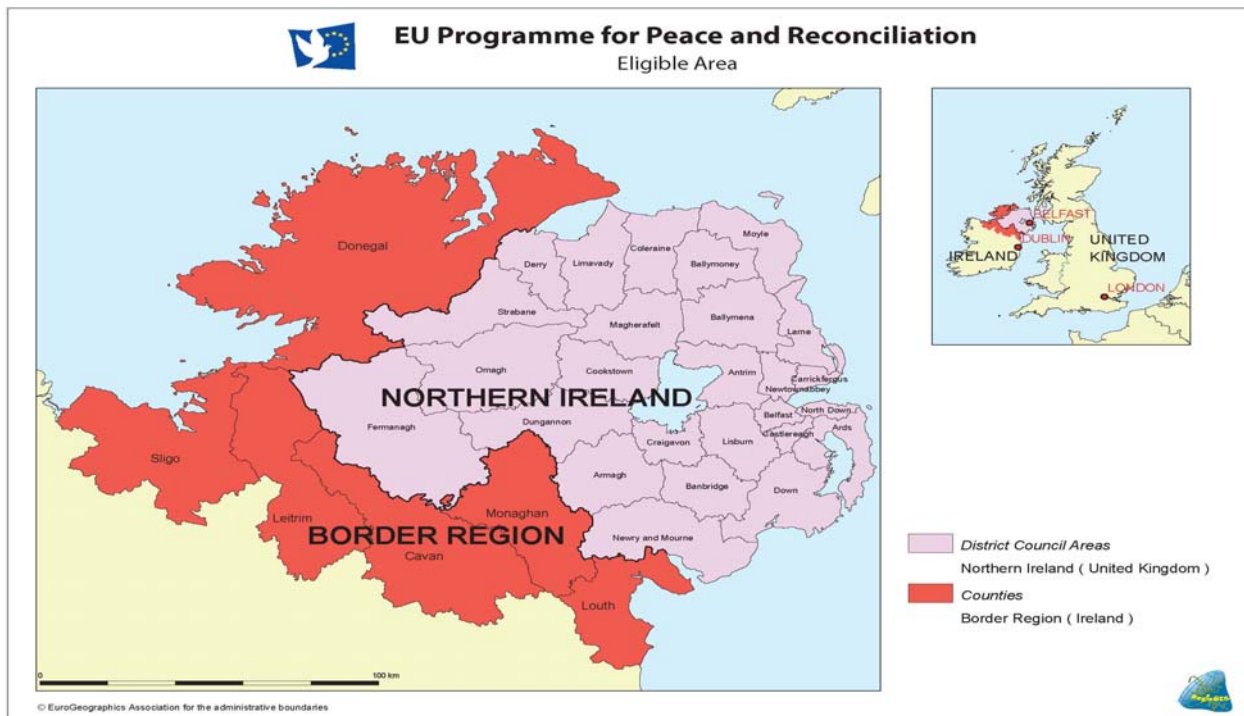 EU Programme for Peace and Reconciliation
Eligible Area
Donegal
Derry
Limavady
Coleraine
Moyle
Ballymoney
Strabane
Magherafelt
Ballymena
Larne
Omagh
Cookstown
Antrim
Carrickfergus
Newtownabbey
NORTHERN IRELAND
Fermanagh
Dungannon
Belfast
North Down
Craigavon
Lisburn
Castlereagh
Ards
Sligo
Armagh
Banbridge
Down
Leitrim
Monaghan
BORDER REGION
Cavan
Newry and Mourne
Louth
0
100 km
BELFAST
DUBLIN
IRELAND
UNITED
KINGDOM
LONDON
District Council Areas
Northern Ireland ( United Kingdom )
Counties
Border Region ( Ireland )
© EuroGeographics Association for the administrative boundaries